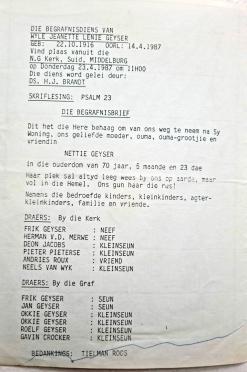 DIE BEGRAFNISDIENS VAN
WYLE JEANETTE LENIE GEYSER
GEB: 22.10.1916 OORL: 14.4.1987
Vind plaas vanuit die
N.G Kerk, Suid, MIDDELBURG
op Donderdag 23.4.1987 om 11H00
Die diens word gelei deur:
DS. H.J. BRANDT
SKRIFLESING: PSALM 23
DIE BEGRAFNISBRIEF
Dit het die Here behaag om van ons weg te neem na Sy
Woning, ons geliefde moeder, ouma, ouma-grootjie en
vriendin
NETTIE GEYSER
in die ouderdom van 70 jaar, 5 maande en 23 dae
Haar plek sal altyd leeg wees by ons op aarde, maar
vol in die Hemel. Ons gun haar die rus!
Namens die bedroefde kinders, kleinkinders, agter-
kleinkinders, familie en vriende.
DRAERS: By die Kerk
FRIK GEYSER : NEEF
HERMAN V.D. MERWE : NEEF
DEON JACOBS : KLEINSEUN
PIETER PIETERSE : KLEINSEUN
ANDRIES ROUX : VRIEND
NEELS VAN WYK : KLEINSEUN
DRAERS: By die Graf
FRIK GEYSER : SEUN
JAN GEYSER : SEUN
OKKIE GEYSER : KLEINSEUN
OKKIE GEYSER : KLEINSEUN
ROELF GEYSER : KLEINSEUN
GAVIN CROCKER : KLEINSEUN
BEDANKINGS: TIELMAN ROOS